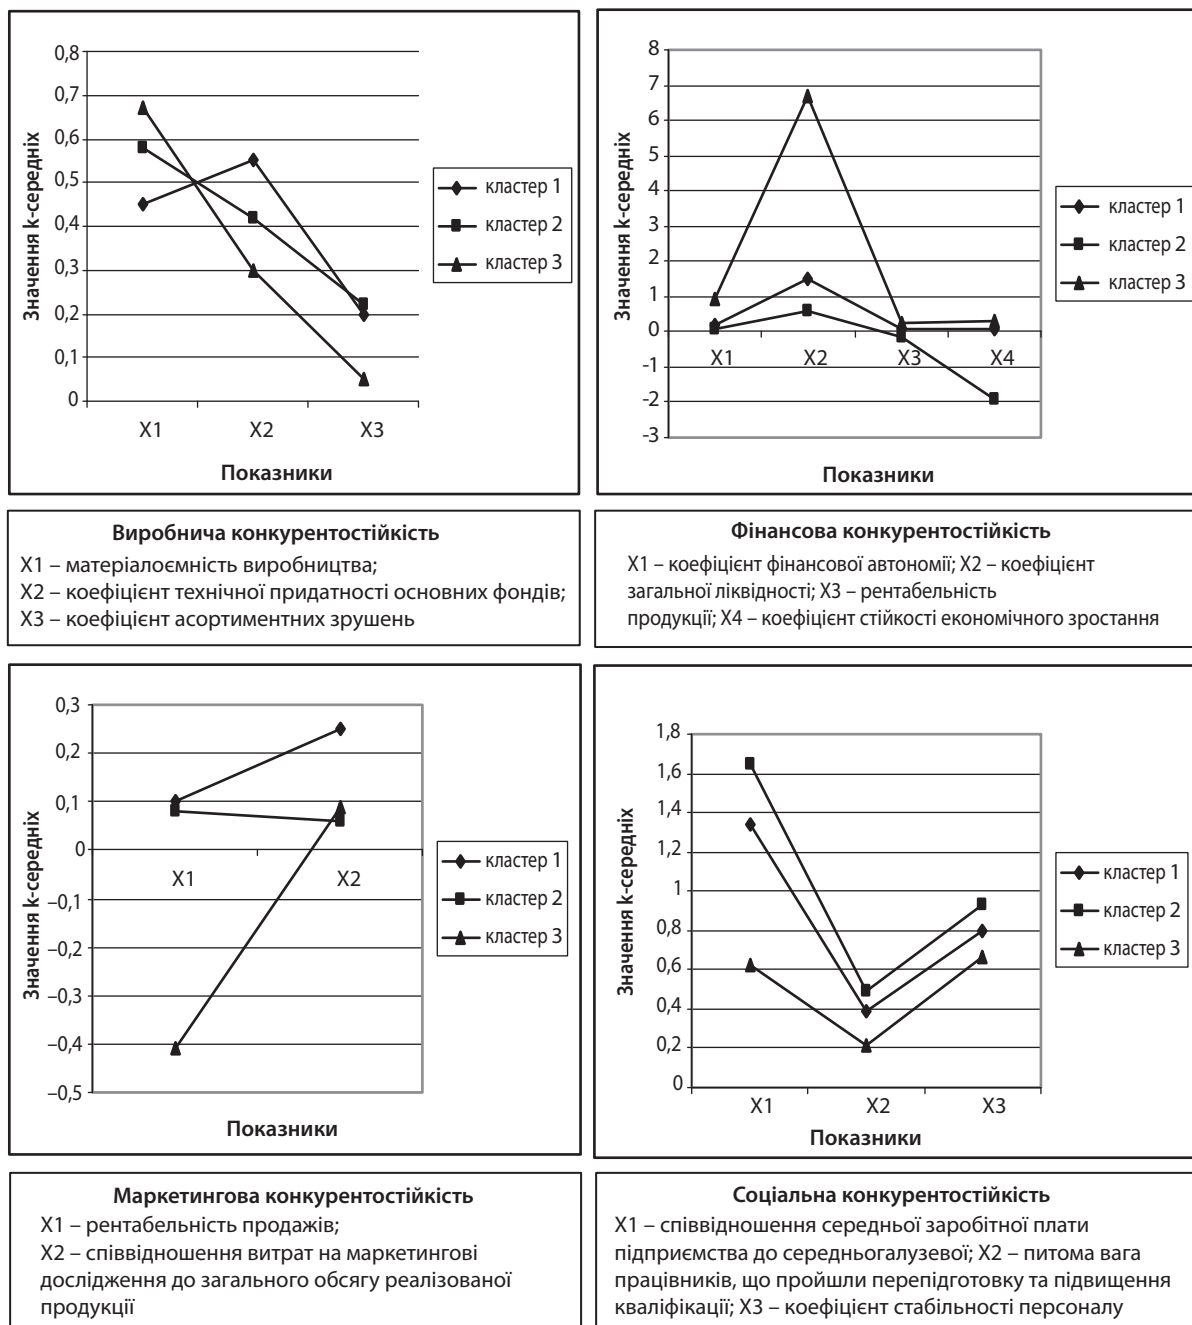 0,8
0,7
0,6
0,5
0,4
0,3
0,2
0,1
0
Значення k-середніх
X1 X2 X3
Показники
кластер 1
кластер 2
кластер 3
8
7
6
5
4
3
2
1
0
-1
-2
-3
Значення k-середніх
X1 X2 X3 X4
Показники
кластер 1
кластер 2
кластер 3
Виробнича конкурентостійкість
X1 – матеріалоємність виробництва;
X2 – коефіцієнт технічної придатності основних фондів;
X3 – коефіцієнт асортиментних зрушень
Фінансова конкурентостійкість
X1 – коефіцієнт фінансової автономії; X2 – коефіцієнт
загальної ліквідності; X3 – рентабельність
продукції; X4 – коефіцієнт стійкості економічного зростання
0,3
0,2
0,1
0
–0,1
–0,2
–0,3
–0,4
–0,5
Значення k-середніх
X1 X2
Показники
кластер 1
кластер 2
кластер 3
1,8
1,6
1,4
1,2
1
0,8
0,6
0,4
0,2
0
Значення k-середніх
X1 X2 X3
Показники
кластер 1
кластер 2
кластер 3
Маркетингова конкурентостійкість
X1 – рентабельність продажів;
X2 – співвідношення витрат на маркетингові
дослідження до загального обсягу реалізованої
продукції
Соціальна конкурентостійкість
X1 – співвідношення середньої заробітної плати
підприємства до середньогалузевої; X2 – питома вага
працівників, що пройшли перепідготовку та підвищення
кваліфікації; X3 – коефіцієнт стабільності персоналу